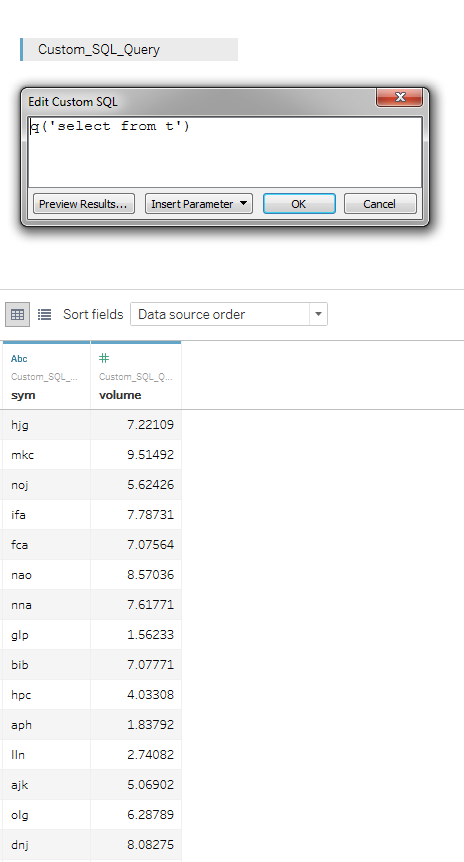 Custom_SQL_Query
Edit Custom SQL
q('select from t')
Preview Results... Insert Parameter OK Cancel
Sort fields Data source order
Abc #
Custom_SQL_... Custom_SQL_Q...
sym volume
hjg 7.22109
mkc 9.51492
noj 5.62426
ifa 7.78731
fca 7.07564
nao 8.57036
nna 7.61771
glp 1.56233
bib 7.07771
hpc 4.03308
aph 1.83792
lln 2.74082
ajk 5.06902
olg 6.28789
dnj 8.08275